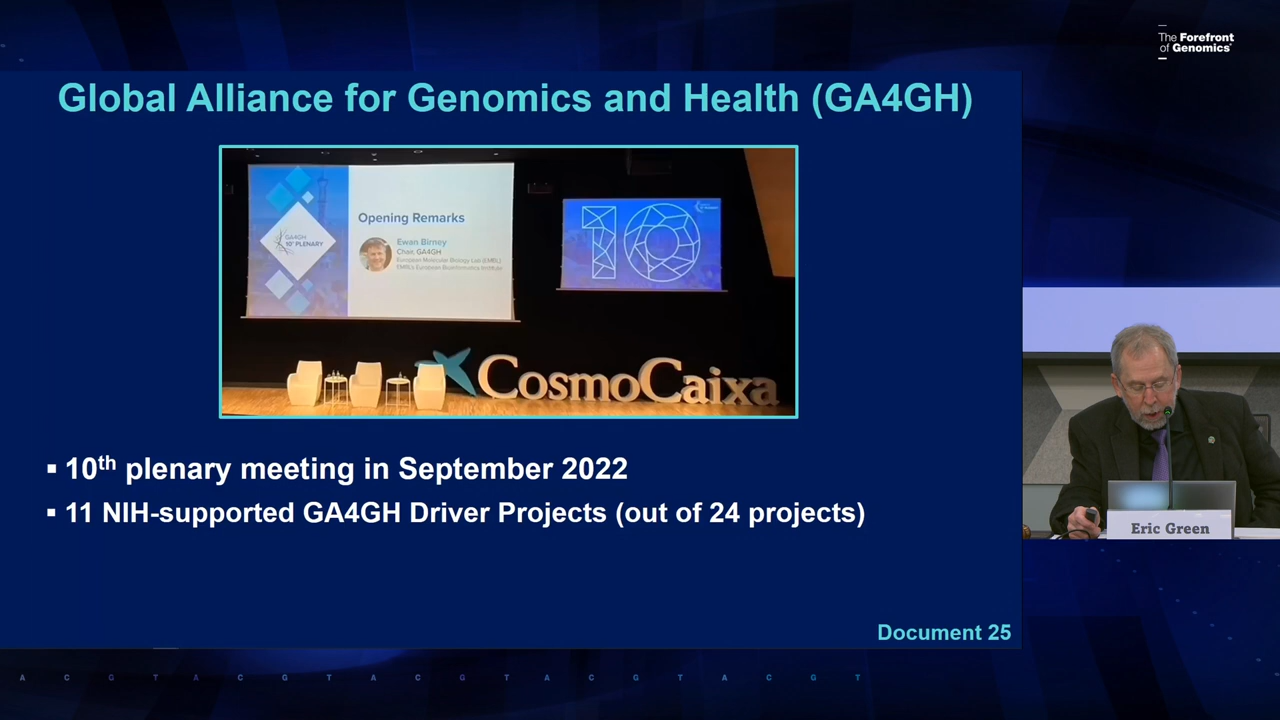 The Forefront
of Genomics®
Global Alliance for Genomics and Health (GA4GH)
GA4GH
10th PLENARY
Opening Remarks
Ewan Birney
Chair, GA4GH
European Molecular Biology Lab (EMBL)
EMBL's European Bioinformatics Institute
10
CosmoCaixa
▪ 10th plenary meeting in September 2022
▪ 11 NIH-supported GA4GH Driver Projects (out of 24 projects)
Document 25
Eric Green
A C G T A C G T A C G T A C G T A C G T